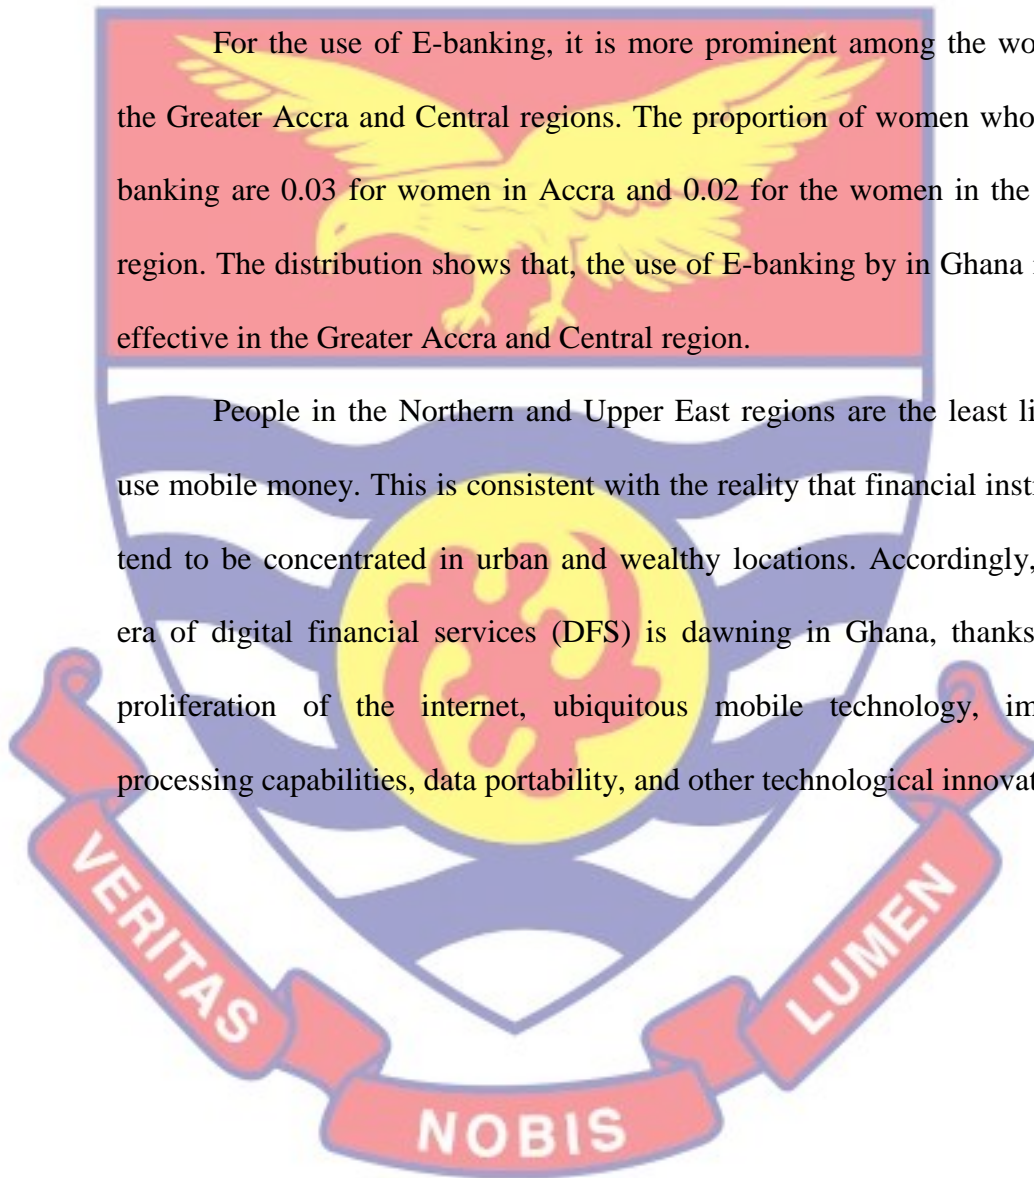 For the use of E-banking, it is more prominent among the wo
the Greater Accra and Central regions. The proportion of women who
banking are 0.03 for women in Accra and 0.02 for the women in the
region. The distribution shows that, the use of E-banking by in Ghana
effective in the Greater Accra and Central region.
People in the Northern and Upper East regions are the least li
use mobile money. This is consistent with the reality that financial insti
tend to be concentrated in urban and wealthy locations. Accordingly,
era of digital financial services (DFS) is dawning in Ghana, thanks
proliferation of the internet, ubiquitous mobile technology, im
processing capabilities, data portability, and other technological innovat
VERITAS
NOBIS
LUMEN